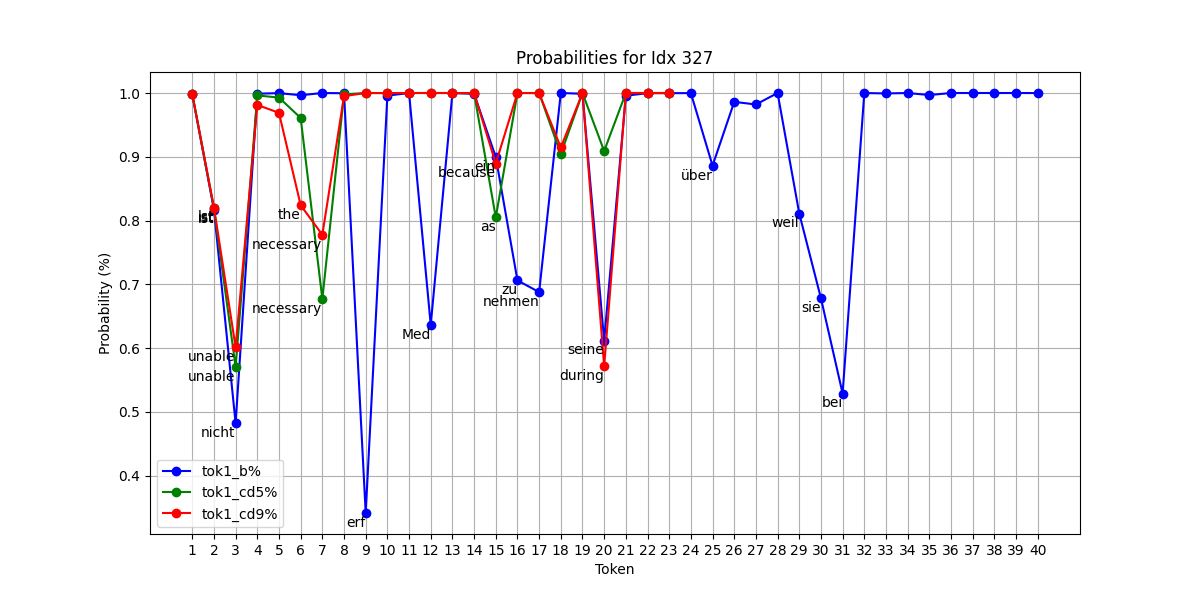 Probabilities for Idx 327
Probability (%)
1.0
0.9
0.8
0.7
0.6
0.5
0.4
ist
unable
unable
nicht
the
necessary
necessary
erf
Med
ein
because
as
zu
nehmen
seine
during
über
weil
sie
bei
tok1_b%
tok1_cd5%
tok1_cd9%
1 2 3 4 5 6 7 8 9 10 11 12 13 14 15 16 17 18 19 20 21 22 23 24 25 26 27 28 29 30 31 32 33 34 35 36 37 38 39 40
Token